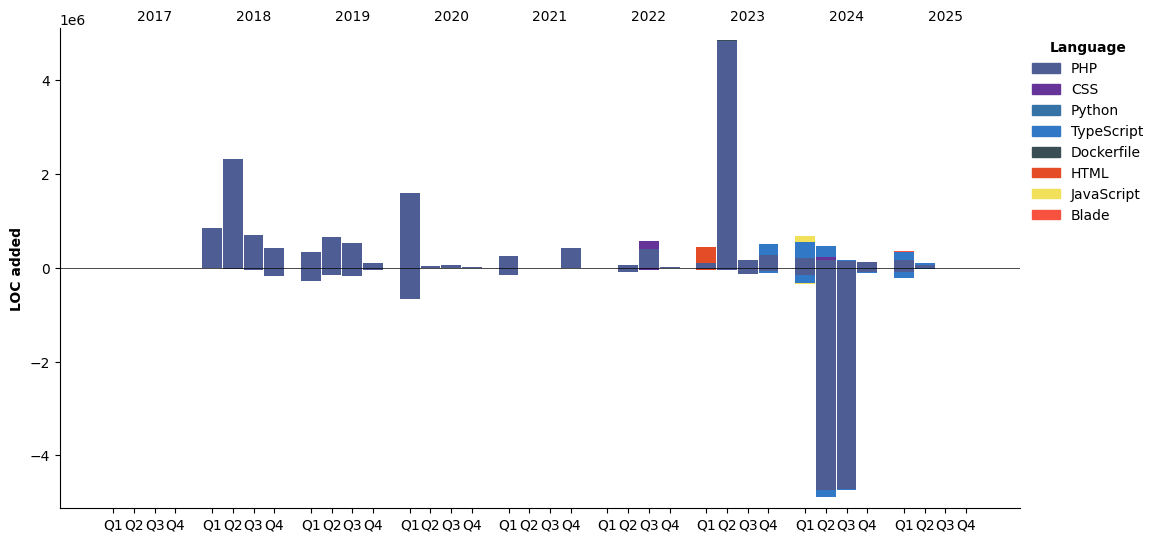 1e6
2017 2018 2019 2020 2021 2022 2023 2024 2025
Language
PHP
CSS
Python
TypeScript
Dockerfile
HTML
JavaScript
Blade
LOC added
4
2
0
−2
−4
Q1 Q2 Q3 Q4 Q1 Q2 Q3 Q4 Q1 Q2 Q3 Q4 Q1 Q2 Q3 Q4 Q1 Q2 Q3 Q4 Q1 Q2 Q3 Q4 Q1 Q2 Q3 Q4 Q1 Q2 Q3 Q4 Q1 Q2 Q3 Q4